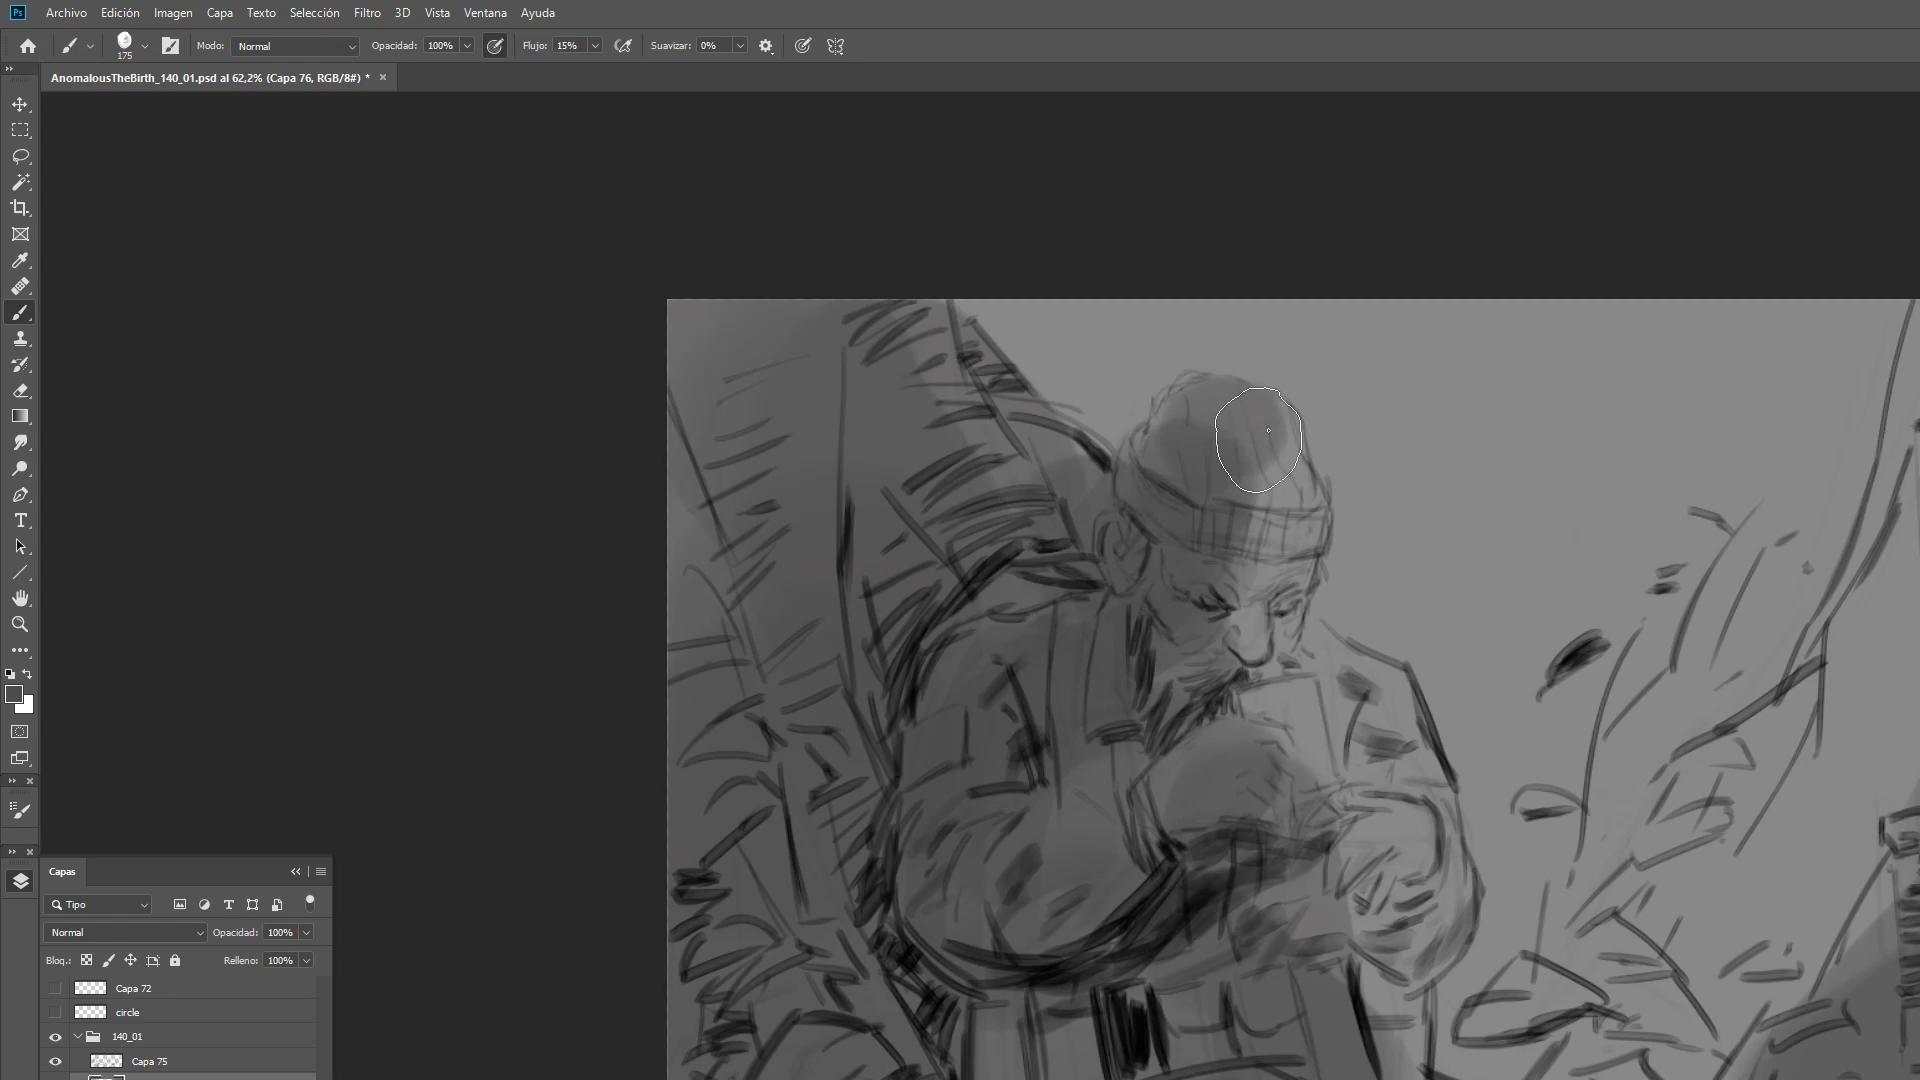 Ps Archivo Edición Imagen Capa Texto Selección Filtro 3D Vista Ventana Ayuda
175 Modo: Normal Opacidad: 100% Flujo: 15% Suavizar: 0%
AnomalousTheBirth_140_01.psd al 62,2% (Capa 76, RGB/8#) *
Capas
Tipo
Normal Opacidad: 100%
Bloq.: Relleno: 100%
Capa 72
circle
140_01
Capa 75